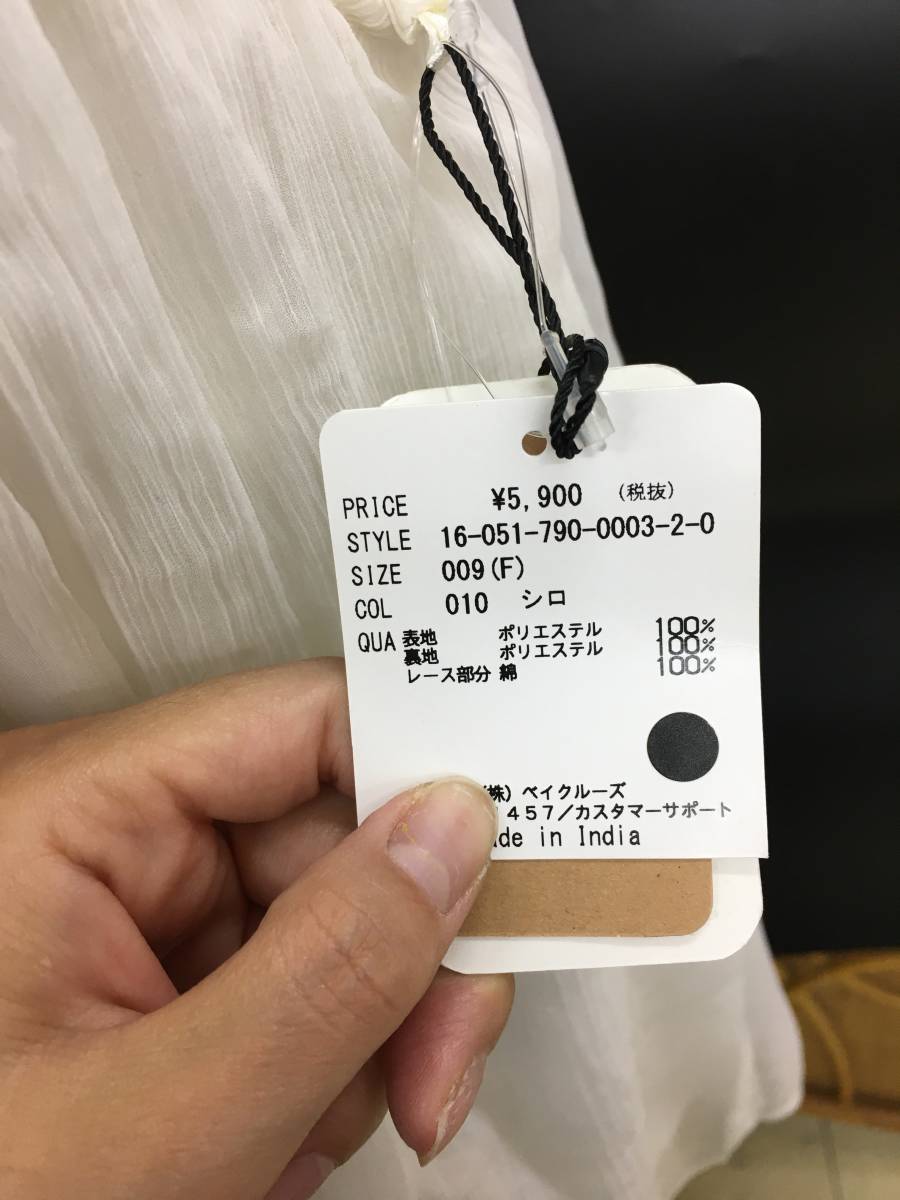 PRICE ¥5,900 (税抜)
STYLE 16-051-790-0003-2-0
SIZE 009(F)
COL 010 シロ
QUA 表地 ポリエステル 100%
裏地 ポリエステル 100%
レース部分 綿 100%
(株) ベイクルーズ
457/カスタマーサポート
in India